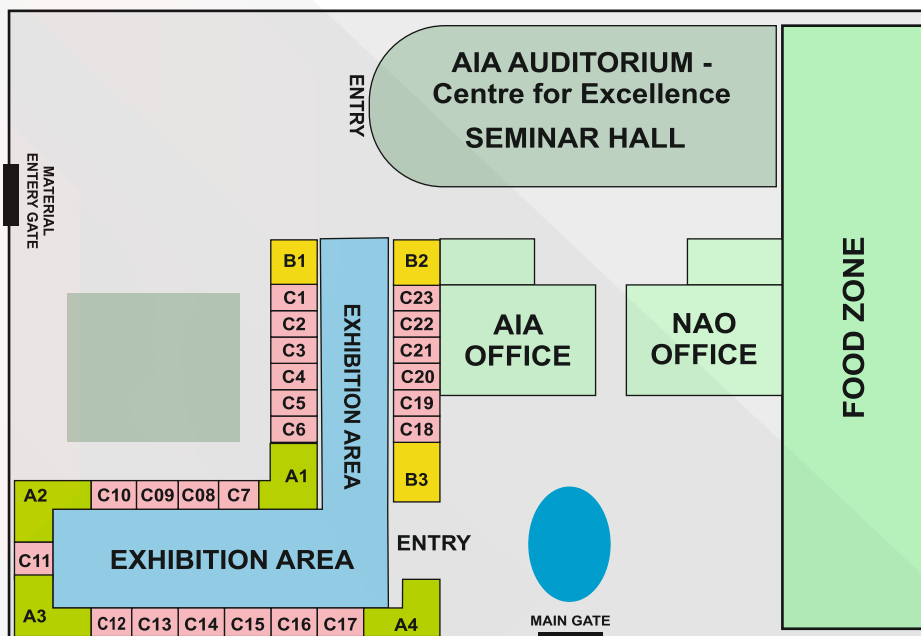 AIA AUDITORIUM -
Centre for Excellence
SEMINAR HALL
ENTRY
MATERIAL
ENTERY GATE
FOOD ZONE
B1
B2
C1
C2
C3
C4
C5
C6
A1
EXHIBITION AREA
C23
C22
C21
C20
C19
C18
B3
AIA
OFFICE
NAO
OFFICE
A2
C10
C09
C08
C7
C11
EXHIBITION AREA
ENTRY
A3
C12
C13
C14
C15
C16
C17
A4
MAIN GATE